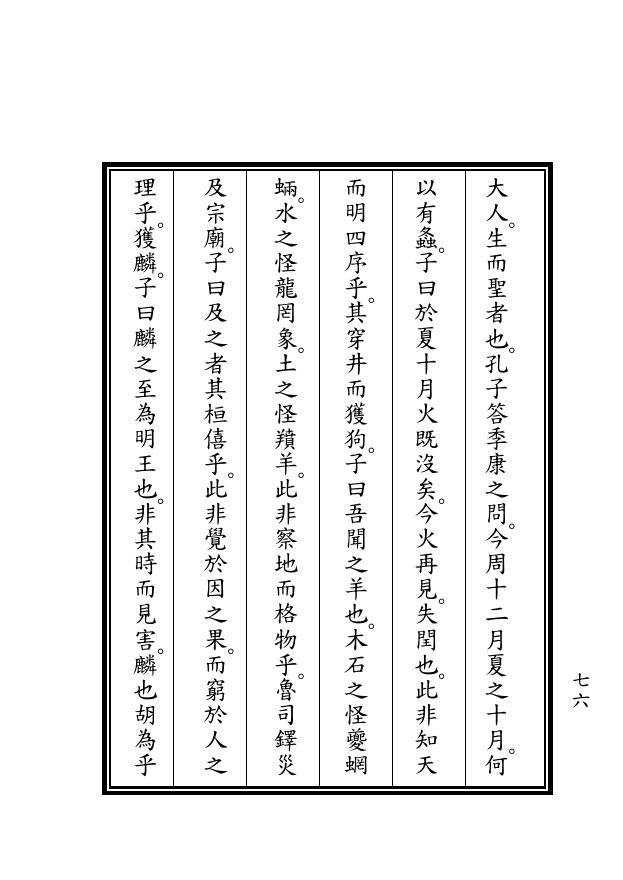 大人。生而聖者也。孔子答季康之問。今周十二月夏之十月。何
以有螽。子曰於夏十月火既沒矣。今火再見。失閏也。此非知天
而明四序乎。其穿井而獲狗。子曰吾聞之羊也。木石之怪夔蝄
蜽。水之怪龍罔象。土之怪羵羊。此非察地而格物乎。魯司鐸災
及宗廟。子曰及之者其桓僖乎。此非覺於因之果。而窮於人之
理乎。獲麟。子曰麟之至為明王也。非其時而見害。麟也胡為乎
七六